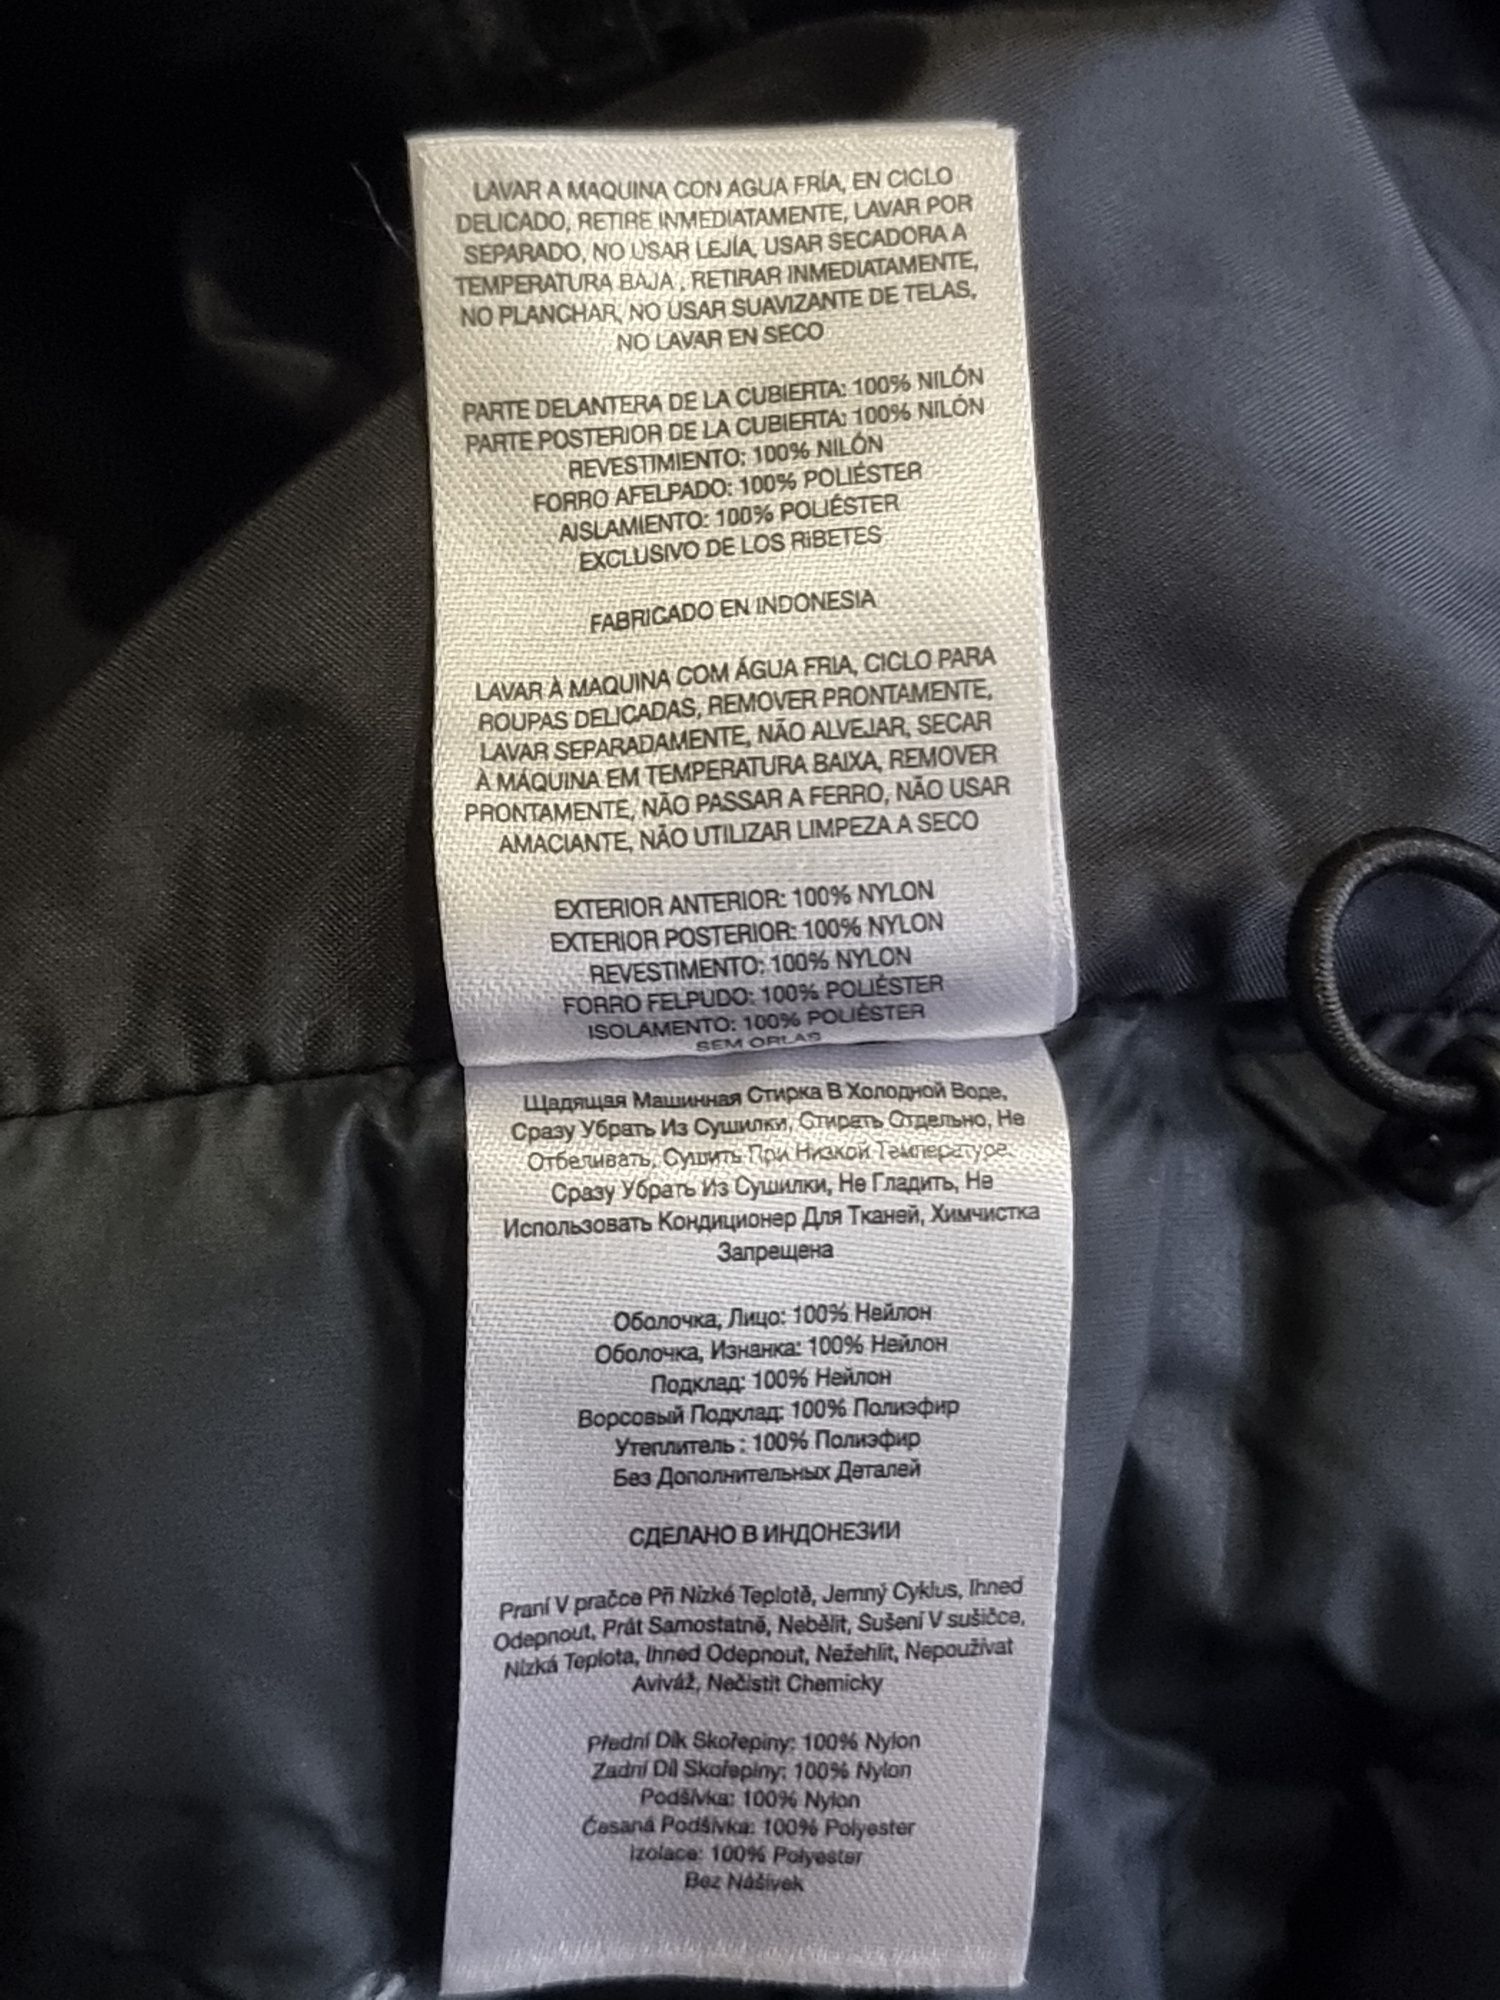 LAVAR A MAQUINA CON AGUA FRÍA, EN CICLO
DELICADO, RETIRE INMEDIATAMENTE, LAVAR POR
SEPARADO, NO USAR LEJÍA, USAR SECADORA A
TEMPERATURA BAJA , RETIRAR INMEDIATAMENTE,
NO PLANCHAR, NO USAR SUAVIZANTE DE TELAS,
NO LAVAR EN SECO
PARTE DELANTERA DE LA CUBIERTA: 100% NILÓN
PARTE POSTERIOR DE LA CUBIERTA: 100% NILÓN
REVESTIMIENTO: 100% NILÓN
FORRO AFELPADO: 100% POLIÉSTER
AISLAMIENTO: 100% POLIÉSTER
EXCLUSIVO DE LOS RIBETES
FABRICADO EN INDONESIA
LAVAR À MAQUINA COM ÁGUA FRIA, CICLO PARA
ROUPAS DELICADAS, REMOVER PRONTAMENTE,
LAVAR SEPARADAMENTE, NÃO ALVEJAR, SECAR
À MÁQUINA EM TEMPERATURA BAIXA, REMOVER
PRONTAMENTE, NÃO PASSAR A FERRO, NÃO USAR
AMACIANTE, NÃO UTILIZAR LIMPEZA A SECO
EXTERIOR ANTERIOR: 100% NYLON
EXTERIOR POSTERIOR: 100% NYLON
REVESTIMENTO: 100% NYLON
FORRO FELPUDO: 100% POLIÉSTER
ISOLAMENTO: 100% POLIÉSTER
SEM ORLAS
Щадящая Машинная Стирка В Холодной Воде,
Сразу Убрать Из Сушилки, Стирать Отдельно, Не
Отбеливать, Сушить При Низкой Температуре.
Сразу Убрать Из Сушилки, Не Гладить, Не
Использовать Кондиционер Для Тканей, Химчистка
Запрещена
Оболочка, Лицо: 100% Нейлон
Оболочка, Изнанка: 100% Нейлон
Подклад: 100% Нейлон
Ворсовый Подклад: 100% Полиэфир
Утеплитель : 100% Полиэфир
Без Дополнительных Деталей
СДЕЛАНО В ИНДОНЕЗИИ
Praní V pračce Při Nízké Teplotě, Jemný Cyklus, Ihned
Odepnout, Prát Samostatně, Nebělit, Sušení V sušičce,
Nízká Teplota, Ihned Odepnout, Nežehlit, Nepoužívat
Aviváž, Nečistit Chemicky
Přední Dík Skořepiny: 100% Nylon
Zadní Díl Skořepiny: 100% Nylon
Podšívka: 100% Nylon
Česaná Podšívka: 100% Polyester
Izolace: 100% Polyester
Bez Nášivek